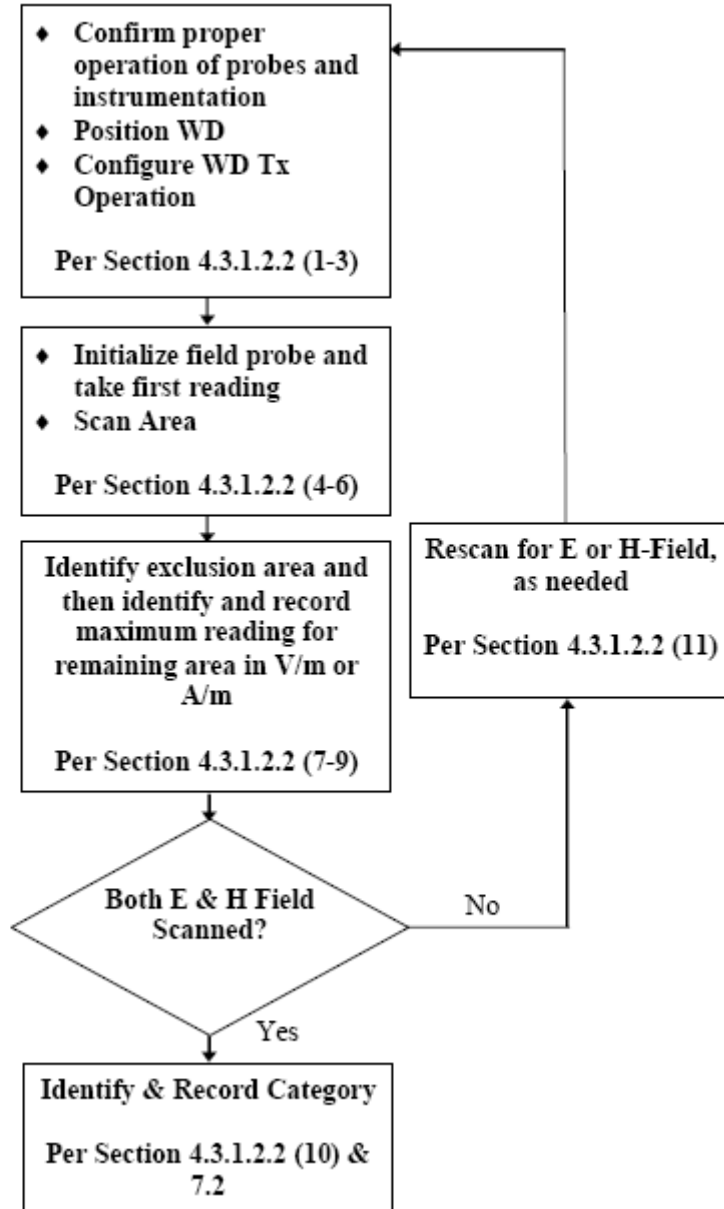 ♦ Confirm proper
operation of probes and
instrumentation
♦ Position WD
♦ Configure WD Tx
Operation
Per Section 4.3.1.2.2 (1-3)
♦ Initialize field probe and
take first reading
♦ Scan Area
Per Section 4.3.1.2.2 (4-6)
Identify exclusion area and
then identify and record
maximum reading for
remaining area in V/m or
A/m
Per Section 4.3.1.2.2 (7-9)
Rescan for E or H-Field,
as needed
Per Section 4.3.1.2.2 (11)
Both E & H Field
Scanned?
No
Yes
Identify & Record Category
Per Section 4.3.1.2.2 (10) &
7.2